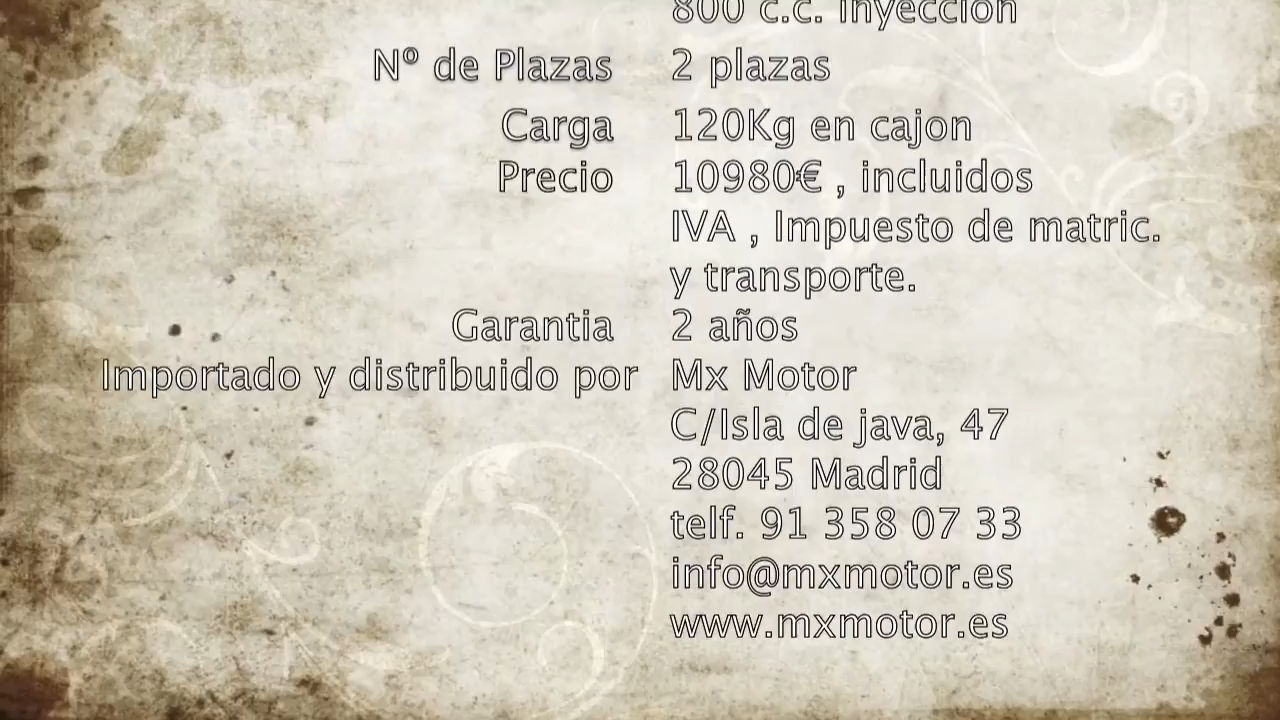 800 c.c. inyección
Nº de Plazas 2 plazas
Carga 120Kg en cajon
Precio 10980€ , incluidos
IVA , Impuesto de matric.
y transporte.
Garantia 2 años
Importado y distribuido por Mx Motor
C/Isla de java, 47
28045 Madrid
telf. 91 358 07 33
info@mxmotor.es
www.mxmotor.es